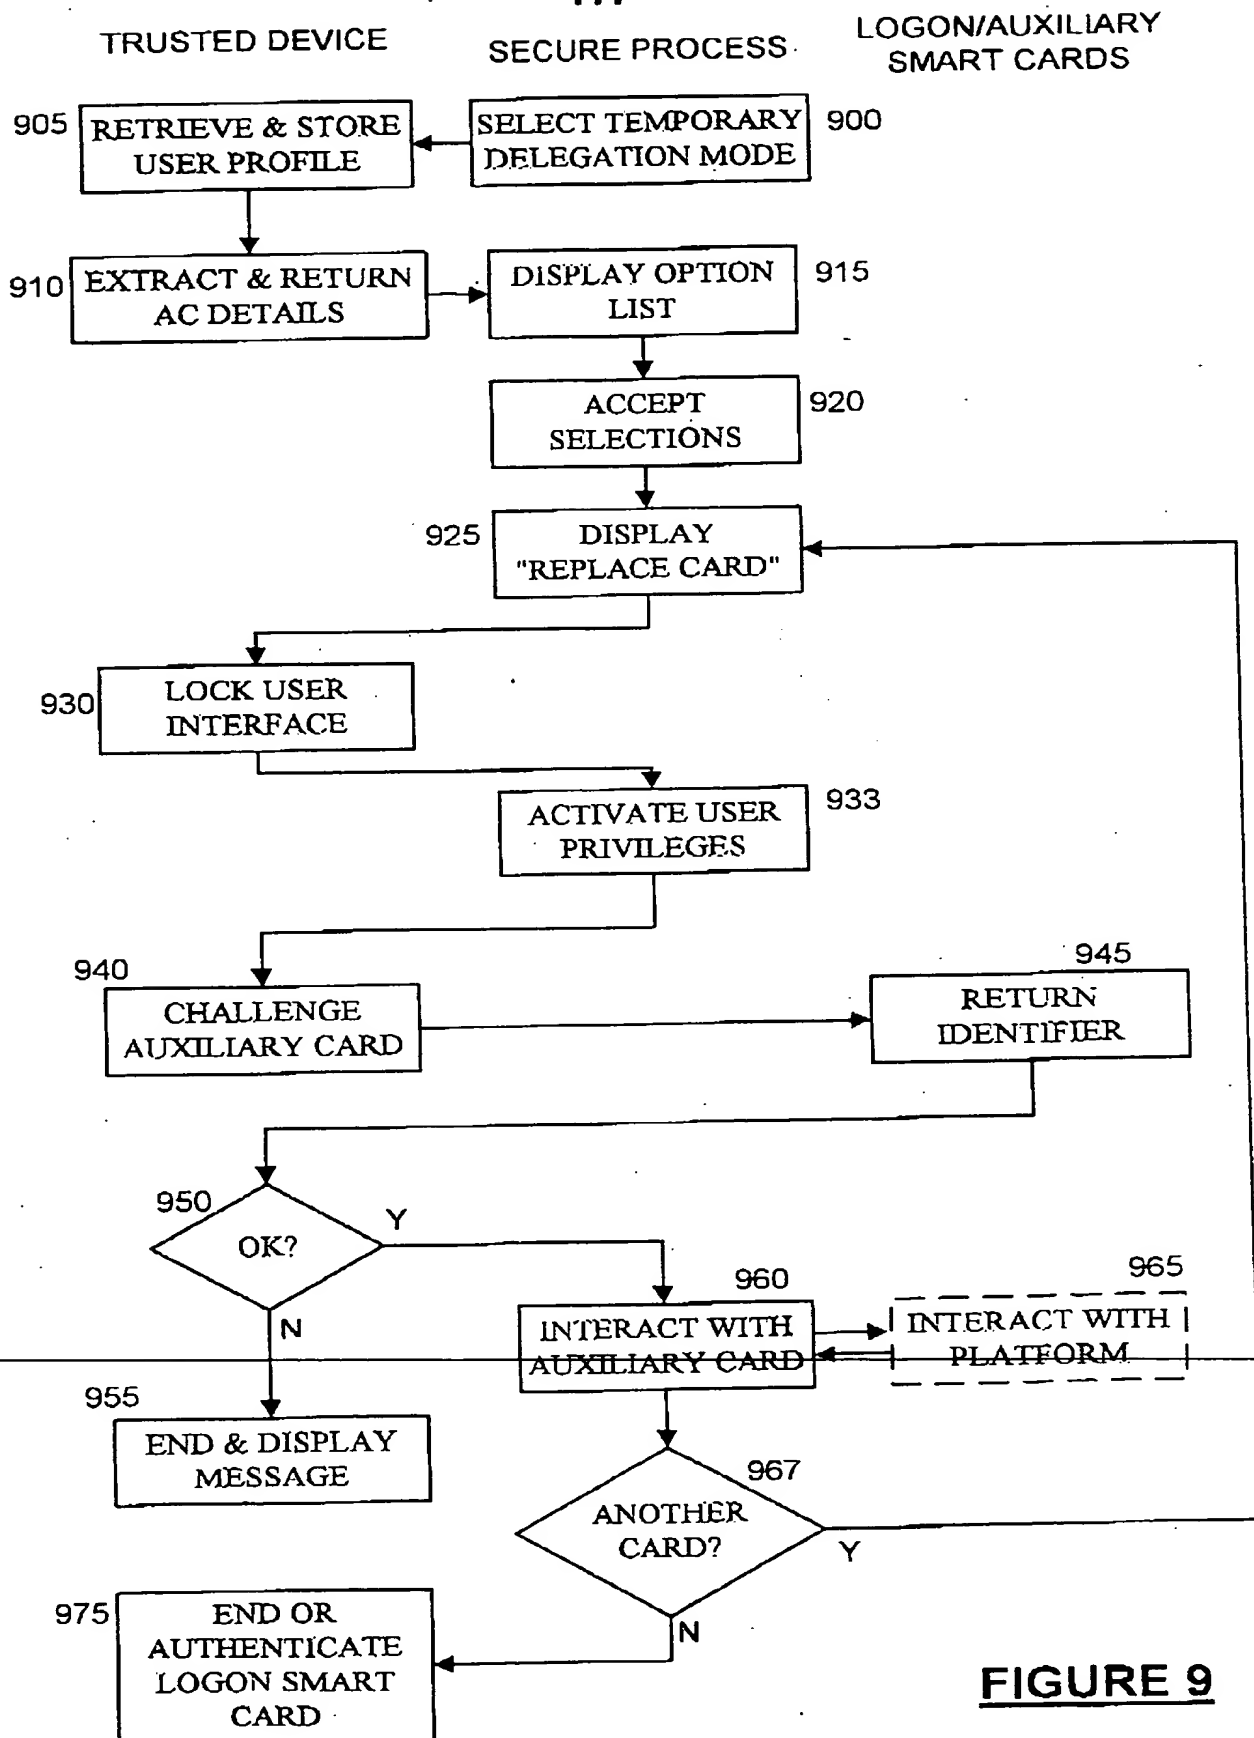 TRUSTED DEVICE
SECURE PROCESS
LOGON/AUXILIARY
SMART CARDS
905
RETRIEVE & STORE
USER PROFILE
SELECT TEMPORARY
DELEGATION MODE
900
910
EXTRACT & RETURN
AC DETAILS
DISPLAY OPTION
LIST
915
ACCEPT
SELECTIONS
920
925
DISPLAY
"REPLACE CARD"
930
LOCK USER
INTERFACE
ACTIVATE USER
PRIVILEGES
933
940
CHALLENGE
AUXILIARY CARD
945
RETURN
IDENTIFIER
950
OK?
Y
N
960
INTERACT WITH
AUXILIARY CARD
965
INTERACT WITH
PLATFORM
955
END & DISPLAY
MESSAGE
967
ANOTHER
CARD?
Y
N
975
END OR
AUTHENTICATE
LOGON SMART
CARD
FIGURE 9